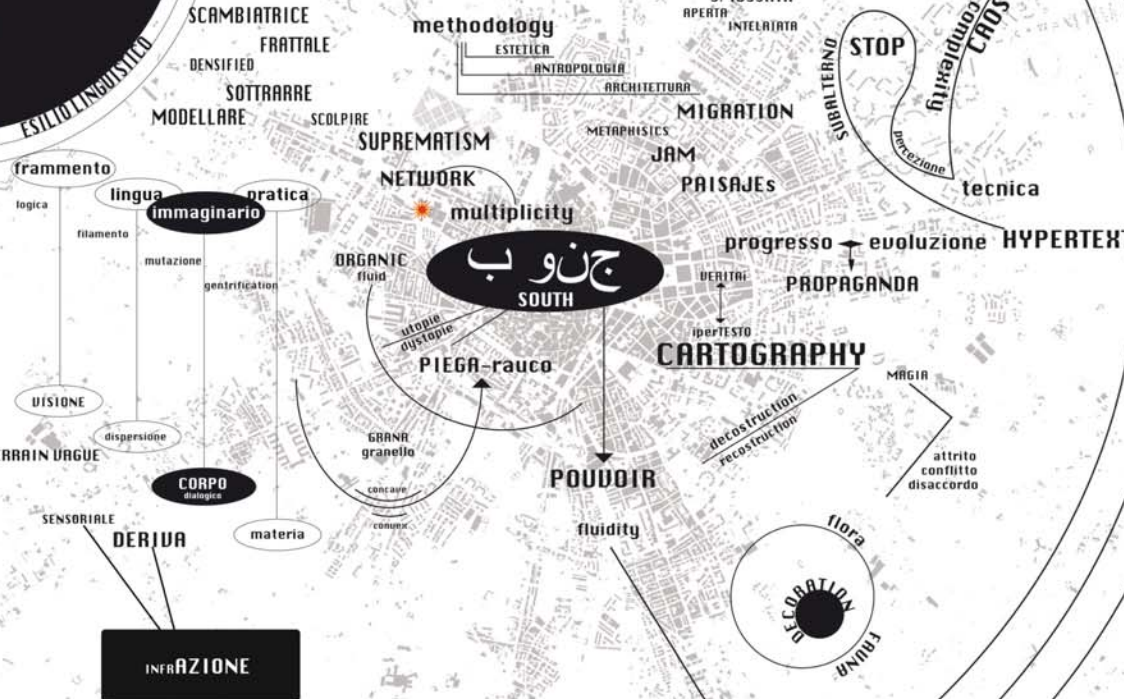 SCAMBIATRICE
FRATTALE
DENSIFIED
SOTTRARRE
MODELLARE
SCOLPIRE
ESILIO LINGUISTICO
methodology
ESTETICA
ANTROPOLOGIA
ARCHITETTURA
APERTA
INTELAIATA
SUPREMATISM
NETWORK
multiplicity
MIGRATION
METAPHISICS
JAM
PAISAJEs
SUBALTERNO
STOP
percezione
complexity
CAOS
tecnica
HYPERTEXT
frammento
logica
lingua
pratica
immaginario
filamento
mutazione
gentrification
ORGANIC
fluid
جنو ب
SOUTH
progresso
evoluzione
PROPAGANDA
VERITAi
iperTESTO
CARTOGRAPHY
utopie
dystopie
PIEGA-rauco
MAGIA
decostruction
recostruction
attrito
conflitto
disaccordo
VISIONE
dispersione
RRAIN VAGUE
CORPO
dialogico
GRANA
granello
concave
convex
POUVOIR
fluidity
SENSORIALE
DERIVA
materia
INFRAZIONE
flora
DECORATION
FAUNA